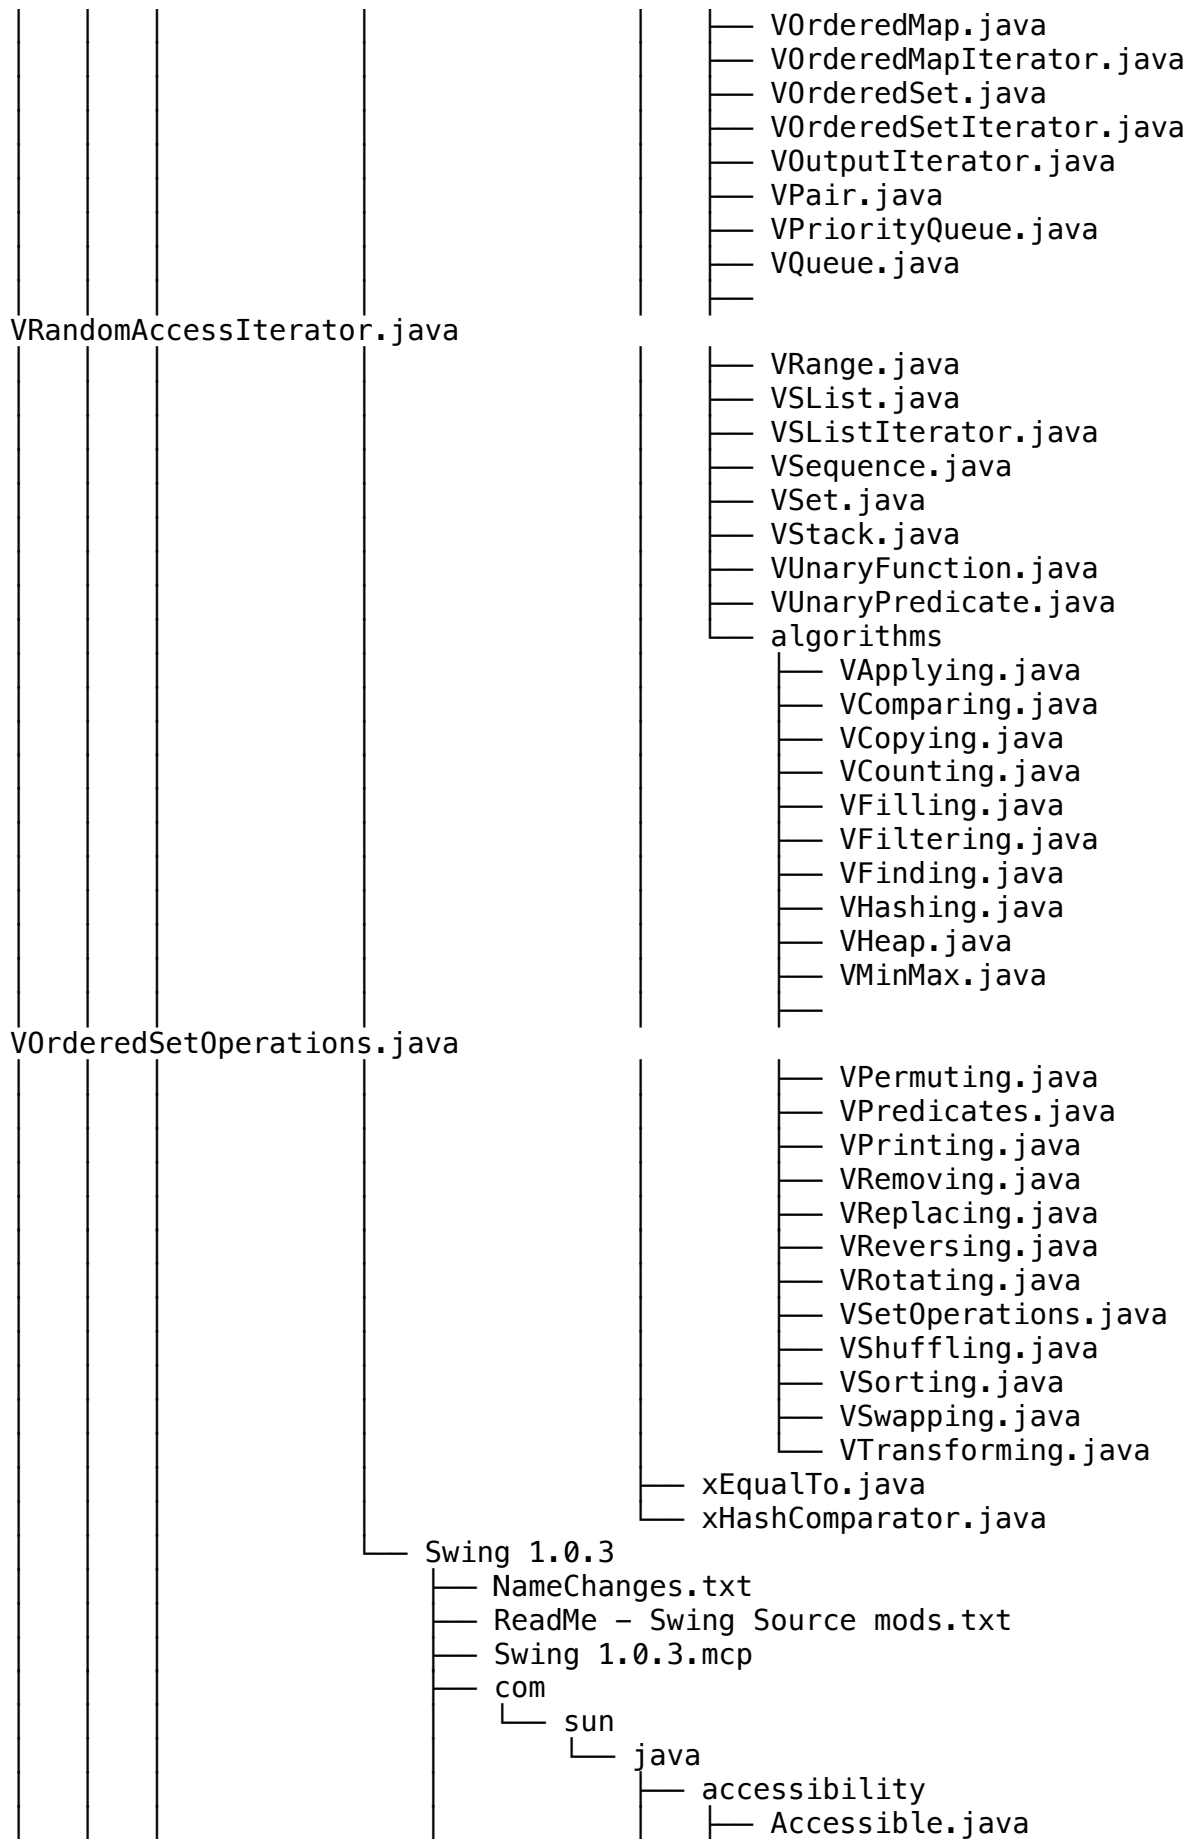 │   │   │           │               │   ├── VOrderedMap.java
│   │   │           │               │   ├── VOrderedMapIterator.java
│   │   │           │               │   ├── VOrderedSet.java
│   │   │           │               │   ├── VOrderedSetIterator.java
│   │   │           │               │   ├── VOutputIterator.java
│   │   │           │               │   ├── VPair.java
│   │   │           │               │   ├── VPriorityQueue.java
│   │   │           │               │   ├── VQueue.java
│   │   │           │               │   ├── 
VRandomAccessIterator.java
│   │   │           │               │   ├── VRange.java
│   │   │           │               │   ├── VSList.java
│   │   │           │               │   ├── VSListIterator.java
│   │   │           │               │   ├── VSequence.java
│   │   │           │               │   ├── VSet.java
│   │   │           │               │   ├── VStack.java
│   │   │           │               │   ├── VUnaryFunction.java
│   │   │           │               │   ├── VUnaryPredicate.java
│   │   │           │               │   └── algorithms
│   │   │           │               │       ├── VApplying.java
│   │   │           │               │       ├── VComparing.java
│   │   │           │               │       ├── VCopying.java
│   │   │           │               │       ├── VCounting.java
│   │   │           │               │       ├── VFilling.java
│   │   │           │               │       ├── VFiltering.java
│   │   │           │               │       ├── VFinding.java
│   │   │           │               │       ├── VHashing.java
│   │   │           │               │       ├── VHeap.java
│   │   │           │               │       ├── VMinMax.java
│   │   │           │               │       ├── 
VOrderedSetOperations.java
│   │   │           │               │       ├── VPermuting.java
│   │   │           │               │       ├── VPredicates.java
│   │   │           │               │       ├── VPrinting.java
│   │   │           │               │       ├── VRemoving.java
│   │   │           │               │       ├── VReplacing.java
│   │   │           │               │       ├── VReversing.java
│   │   │           │               │       ├── VRotating.java
│   │   │           │               │       ├── VSetOperations.java
│   │   │           │               │       ├── VShuffling.java
│   │   │           │               │       ├── VSorting.java
│   │   │           │               │       ├── VSwapping.java
│   │   │           │               │       └── VTransforming.java
│   │   │           │               ├── xEqualTo.java
│   │   │           │               └── xHashComparator.java
│   │   │           └── Swing 1.0.3
│   │   │               ├── NameChanges.txt
│   │   │               ├── ReadMe – Swing Source mods.txt
│   │   │               ├── Swing 1.0.3.mcp
│   │   │               ├── com
│   │   │               │   └── sun
│   │   │               │       └── java
│   │   │               │           ├── accessibility
│   │   │               │           │   ├── Accessible.java